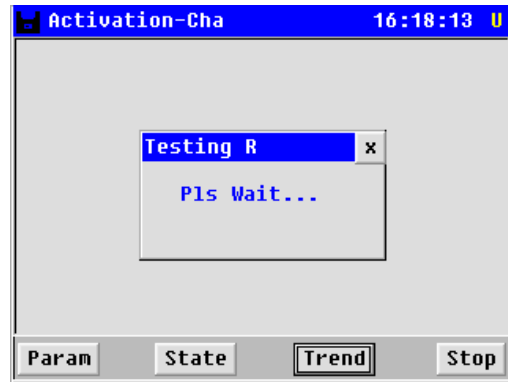 Activation-Cha 16:18:13 U
Testing R x
Pls Wait...
Param State Trend Stop